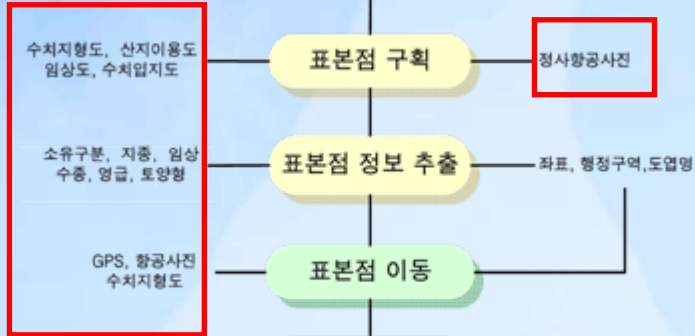 수치지형도, 산지이용도
임상도, 수치입지도
표본점 구획
정사항공사진
소유구분, 지종, 임상
수종, 영급, 토양형
표본점 정보 추출
좌표, 행정구역,도엽명
GPS, 항공사진
수치지형도
표본점 이동